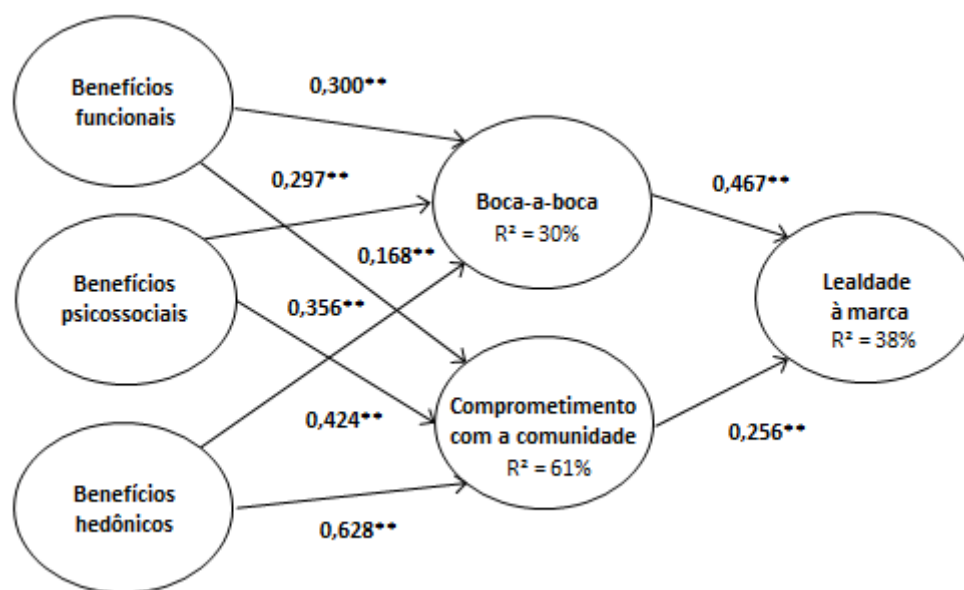 Benefícios
funcionais
0,300**
0,297**
Boca-a-boca
R² = 30%
0,467**
0,168**
Benefícios
psicossociais
0,356**
Lealdade
à marca
R² = 38%
Comprometimento
com a comunidade
R² = 61%
0,424**
0,256**
Benefícios
hedônicos
0,628**